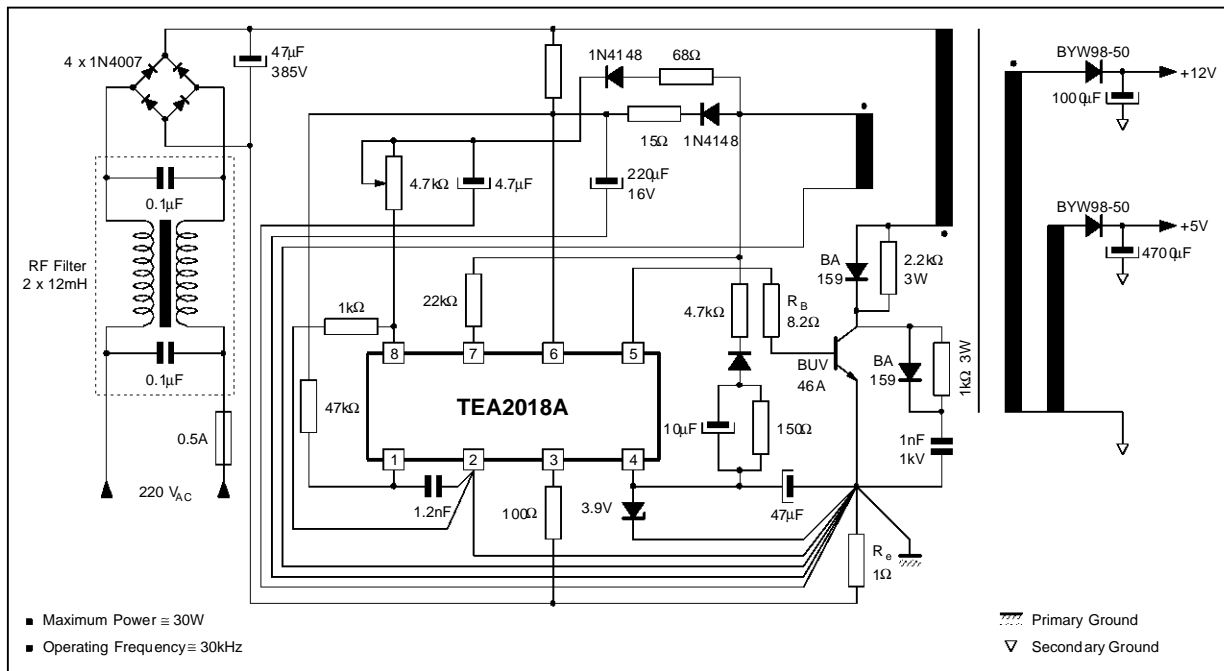 4 x 1N4007
47µF
385V
1N4148
68Ω
15Ω
1N4148
BYW98-50
+12V
1000µF
0.1µF
4.7kΩ
4.7µF
220µF
16V
BYW98-50
+5V
4700µF
RF Filter
2 x 12mH
BA
159
2.2kΩ
3W
1kΩ
22kΩ
4.7kΩ
R B
8.2Ω
8
7
6
5
BUV
46A
BA
159
1kΩ 3W
0.1µF
TEA2018A
47kΩ
10µF
150Ω
0.5A
1nF
1kV
1
2
3
4
220 VAC
1.2nF
100Ω
3.9V
47µF
R e
1Ω
■ Maximum Power ≅ 30W
■ Operating Frequency ≅ 30kHz
Primary Ground
Secondary Ground